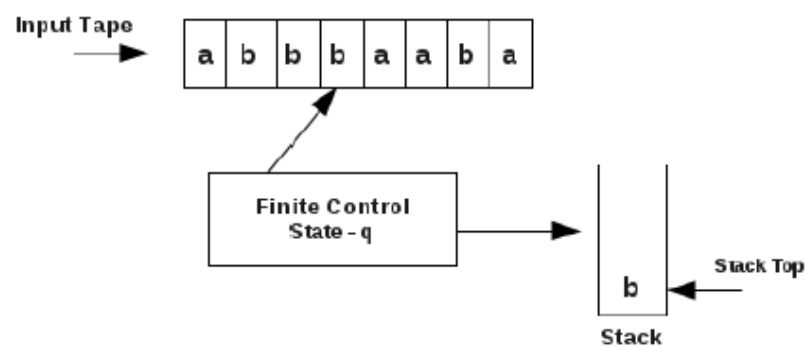 Input Tape
a b b b a a b a
Finite Control
State - q
Stack Top
b
Stack